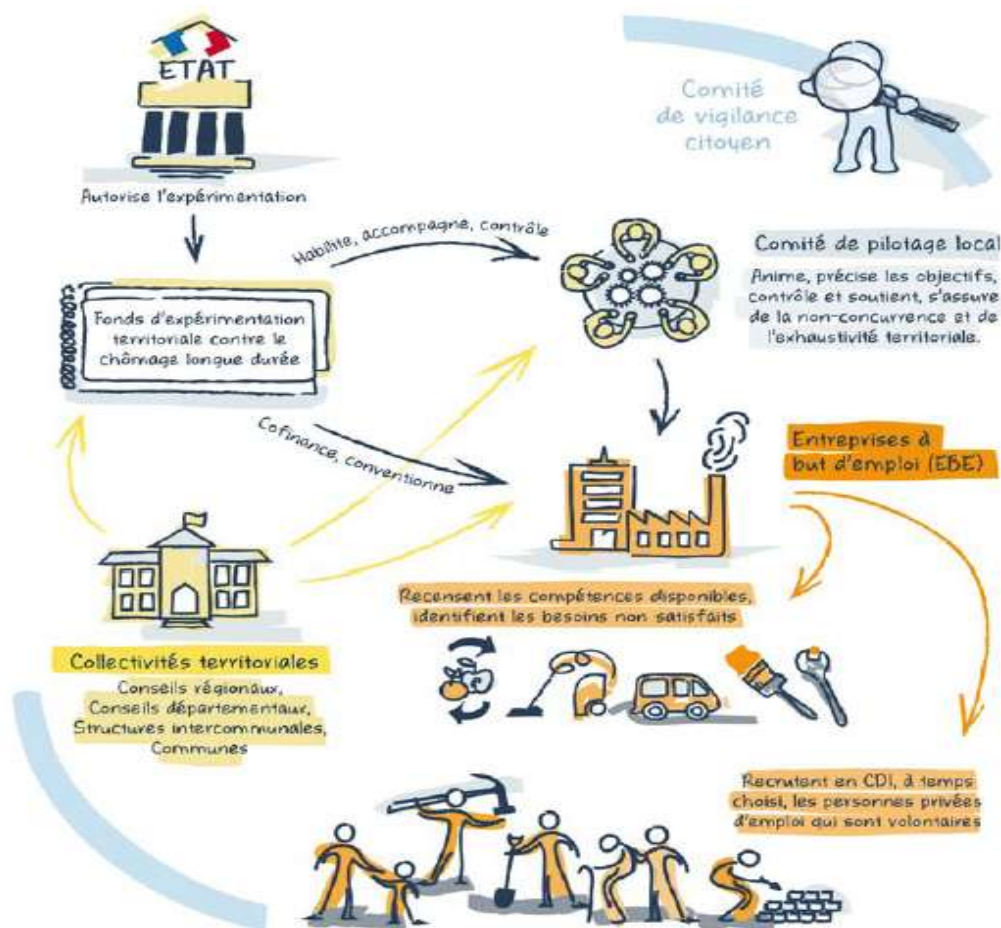 ETAT
Autorise l'expérimentation
Comité
de vigilance
citoyen
Habilite, accompagne, contrôle
Comité de pilotage local
Anime, précise les objectifs,
contrôle et soutient, s'assure
de la non-concurrence et de
l'exhaustivité territoriale.
Fonds d'expérimentation
territoriale contre le
chômage longue durée
Cofinance, conventionne
Entreprises à
but d'emploi (EBE)
Recensent les compétences disponibles,
identifient les besoins non satisfaits
Collectivités territoriales
Conseils régionaux,
Conseils départementaux,
Structures intercommunales,
Communes
Recrutent en CDI, à temps
choisi, les personnes privées
d'emploi qui sont volontaires